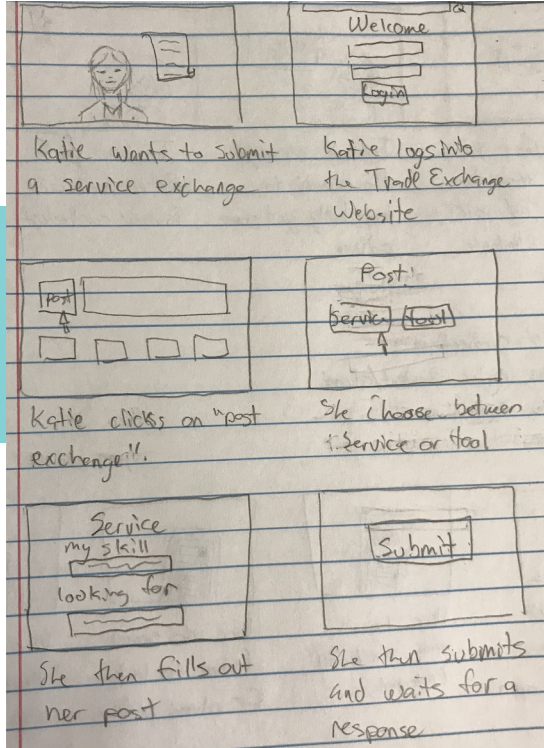 Katie wants to submit
a service exchange
Welcome
Login
Katie logs into
the Trade Exchange
Website
Post
Katie clicks on "post
exchange".
Post:
Service tool
She choose between
Service or tool
Service
my skill
looking for
She then fills out
her post
Submit
She then submits
and waits for a
response